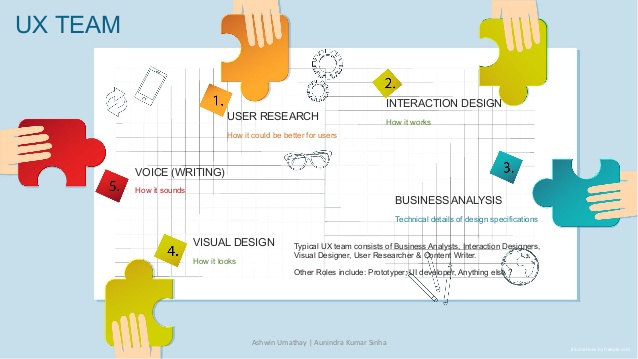 UX TEAM
1.
USER RESEARCH
How it could be better for users
2.
INTERACTION DESIGN
How it works
3.
BUSINESS ANALYSIS
Technical details of design specifications
4.
VISUAL DESIGN
How it looks
5.
VOICE (WRITING)
How it sounds
Typical UX team consists of Business Analysts, Interaction Designers,
Visual Designer, User Researcher & Content Writer.
Other Roles include: Prototyper, UI developer, Anything else ?
Ashwin Umathay | Aunindra Kumar Sinha